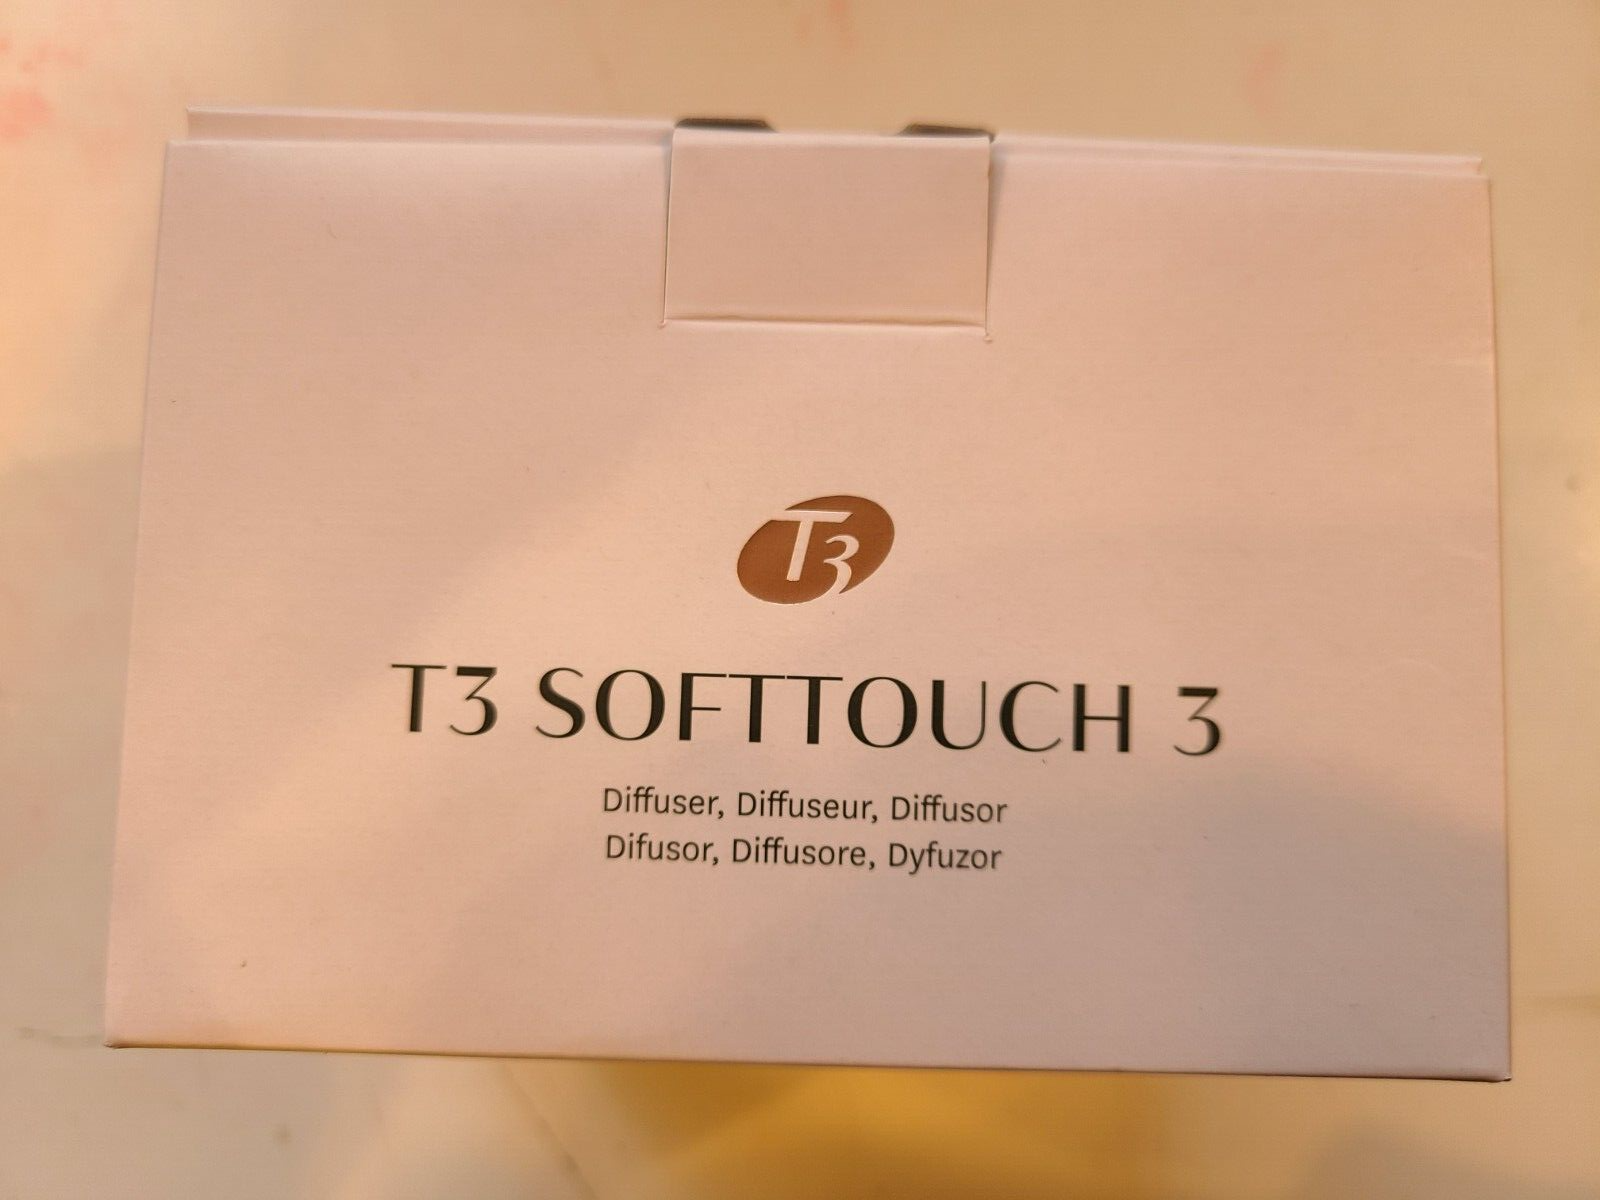 T3
T3 SOFTTOUCH 3
Diffuser, Diffuseur, Diffusor
Difusor, Diffusore, Dyfuzor